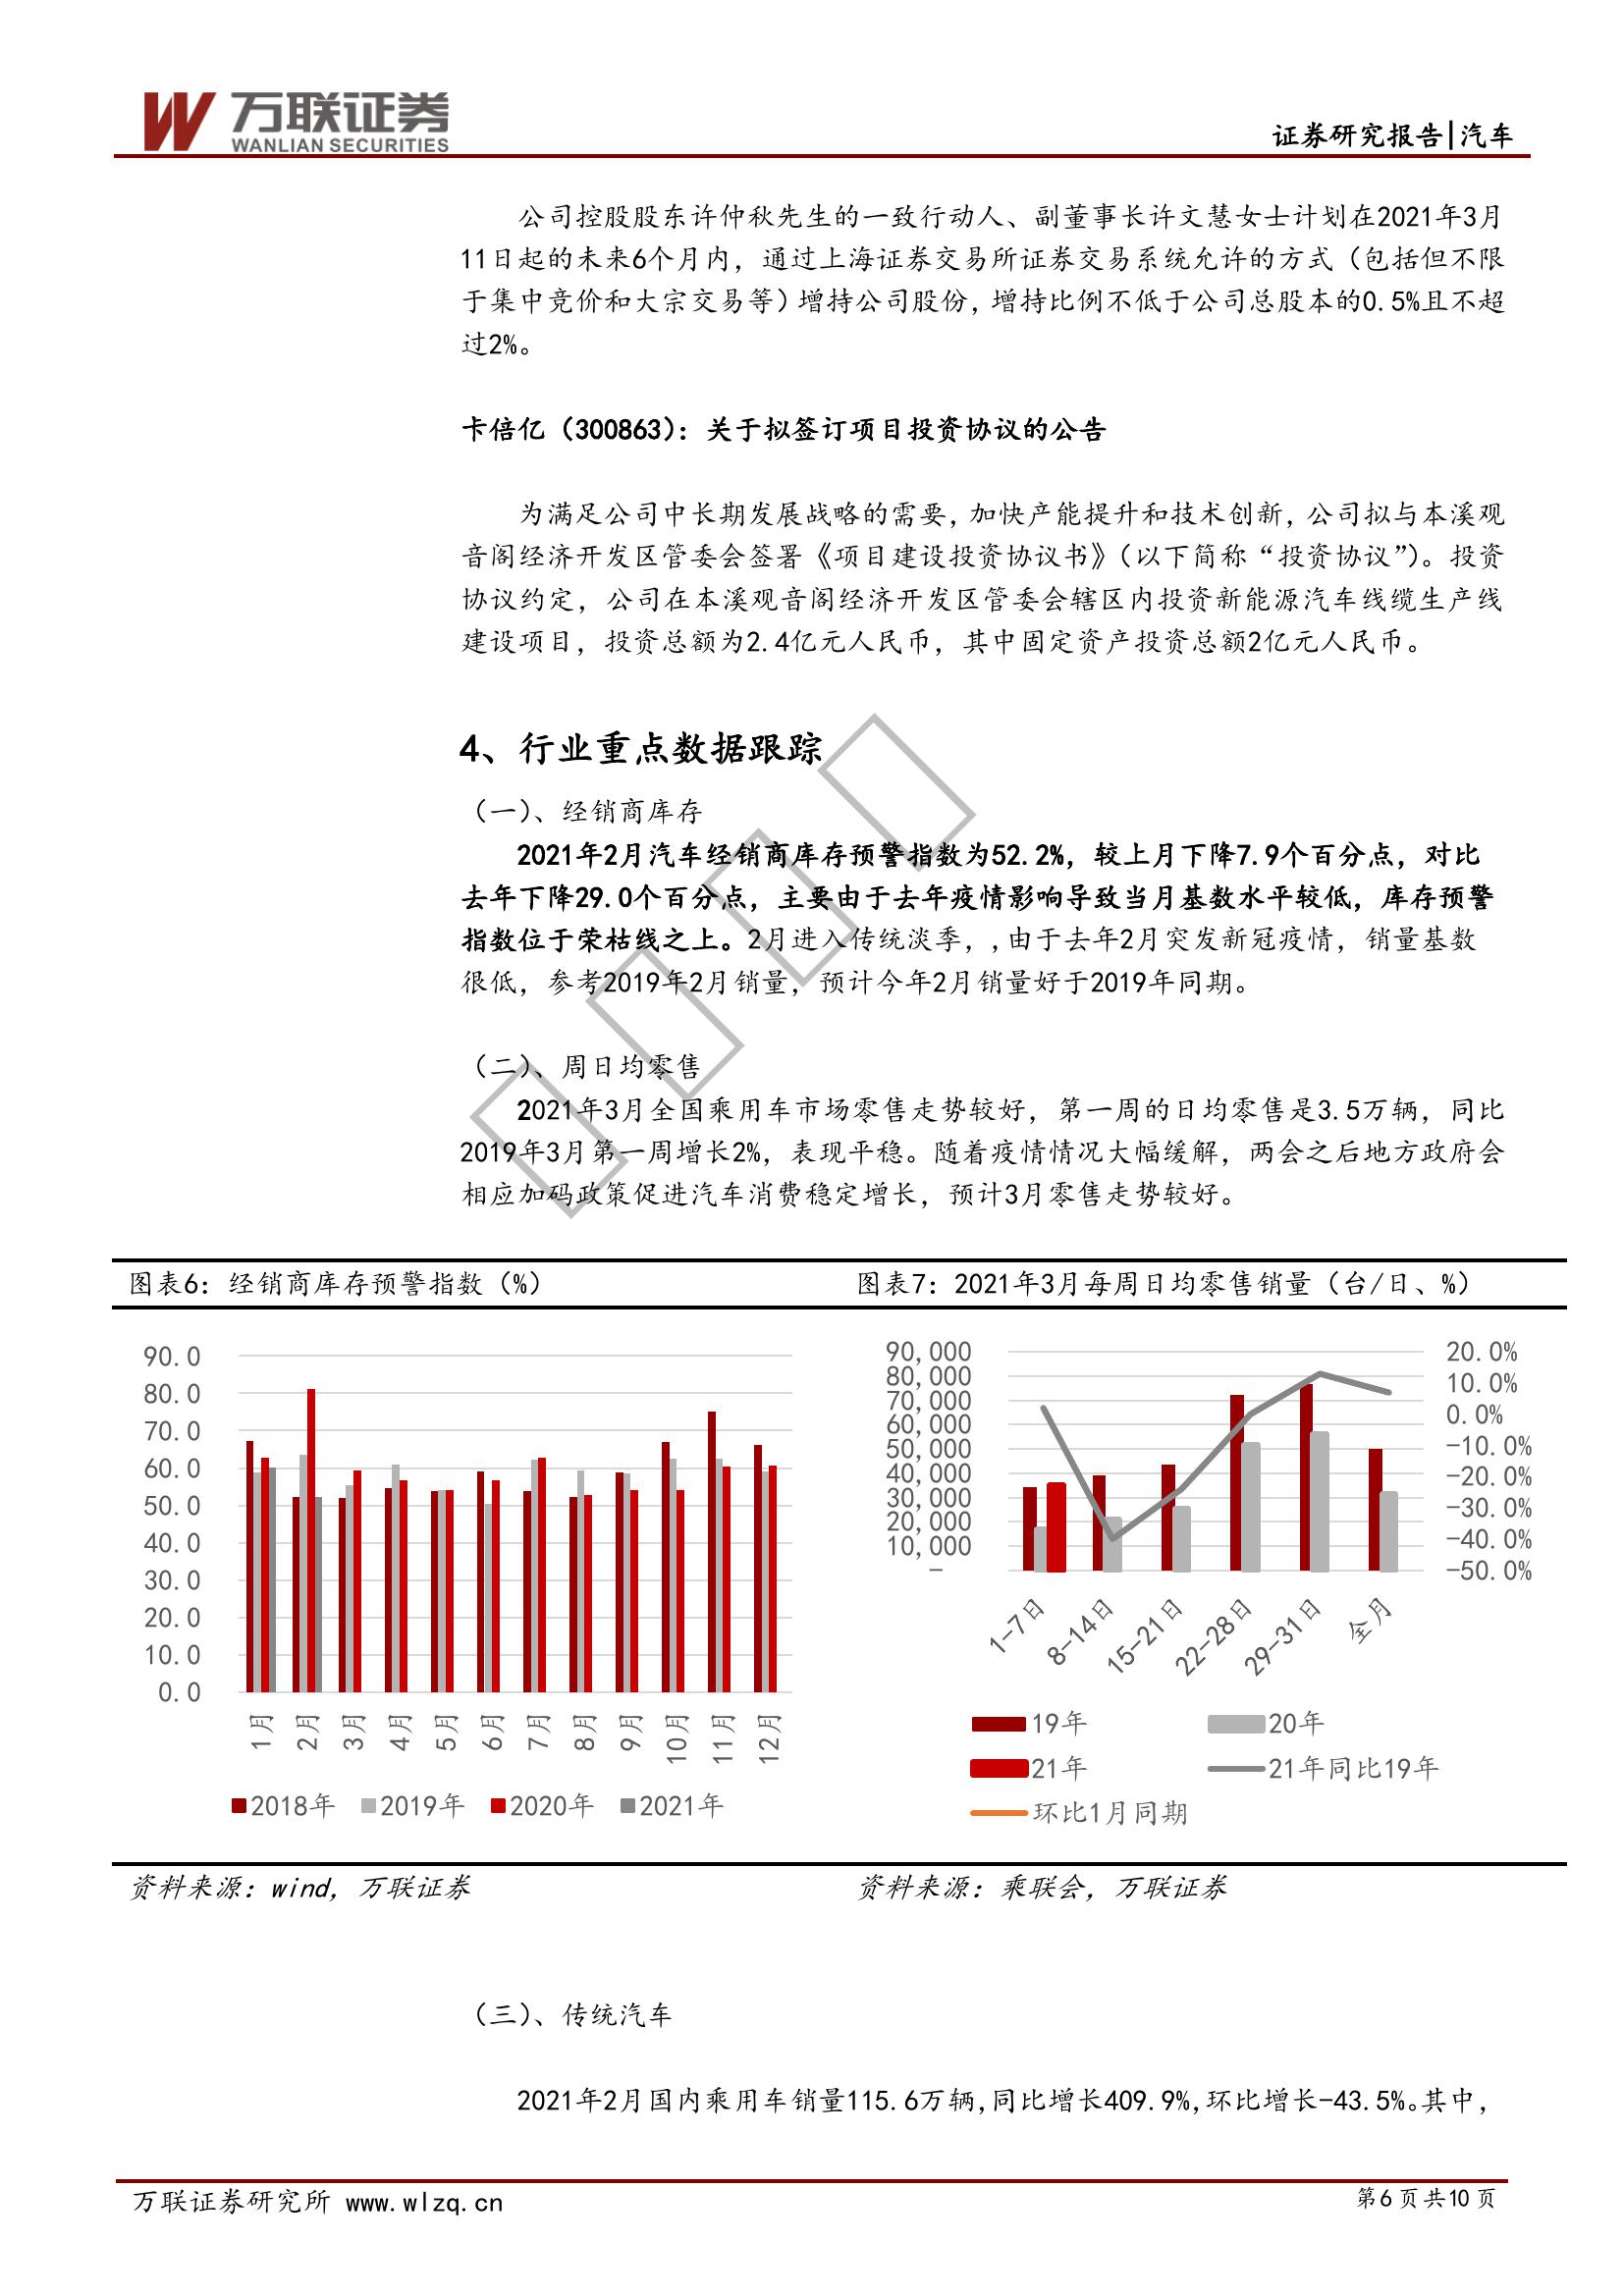 万联证券
WANLIAN SECURITIES
证券研究报告|汽车
公司控股股东许仲秋先生的一致行动人、副董事长许文慧女士计划在2021年3月
11日起的未来6个月内，通过上海证券交易所证券交易系统允许的方式（包括但不限
于集中竞价和大宗交易等）增持公司股份，增持比例不低于公司总股本的0.5%且不超
过2%。
卡倍亿（300863）：关于拟签订项目投资协议的公告
为满足公司中长期发展战略的需要，加快产能提升和技术创新，公司拟与本溪观
音阁经济开发区管委会签署《项目建设投资协议书》（以下简称“投资协议”）。投资
协议约定，公司在本溪观音阁经济开发区管委会辖区内投资新能源汽车线缆生产线
建设项目，投资总额为2.4亿元人民币，其中固定资产投资总额2亿元人民币。
4、行业重点数据跟踪
（一）、经销商库存
2021年2月汽车经销商库存预警指数为52.2%，较上月下降7.9个百分点，对比
去年下降29.0个百分点，主要由于去年疫情影响导致当月基数水平较低，库存预警
指数位于荣枯线之上。2月进入传统淡季，,由于去年2月突发新冠疫情，销量基数
很低，参考2019年2月销量，预计今年2月销量好于2019年同期。
（二）、周日均零售
2021年3月全国乘用车市场零售走势较好，第一周的日均零售是3.5万辆，同比
2019年3月第一周增长2%，表现平稳。随着疫情情况大幅缓解，两会之后地方政府会
相应加码政策促进汽车消费稳定增长，预计3月零售走势较好。
图表6：经销商库存预警指数（%）
90.0
80.0
70.0
60.0
50.0
40.0
30.0
20.0
10.0
0.0
1月
2月
3月
4月
5月
6月
7月
8月
9月
10月
11月
12月
2018年 2019年 2020年 2021年
资料来源：wind, 万联证券
图表7：2021年3月每周日均零售销量（台/日、%）
90,000
80,000
70,000
60,000
50,000
40,000
30,000
20,000
10,000
-
20.0%
10.0%
0.0%
-10.0%
-20.0%
-30.0%
-40.0%
-50.0%
1-7日
8-14日
15-21日
22-28日
29-31日
全月
19年 20年
21年 21年同比19年
环比1月同期
资料来源：乘联会，万联证券
（三）、传统汽车
2021年2月国内乘用车销量115.6万辆,同比增长409.9%,环比增长-43.5%。其中，
万联证券研究所 www.wlzq.cn
第6页共10页